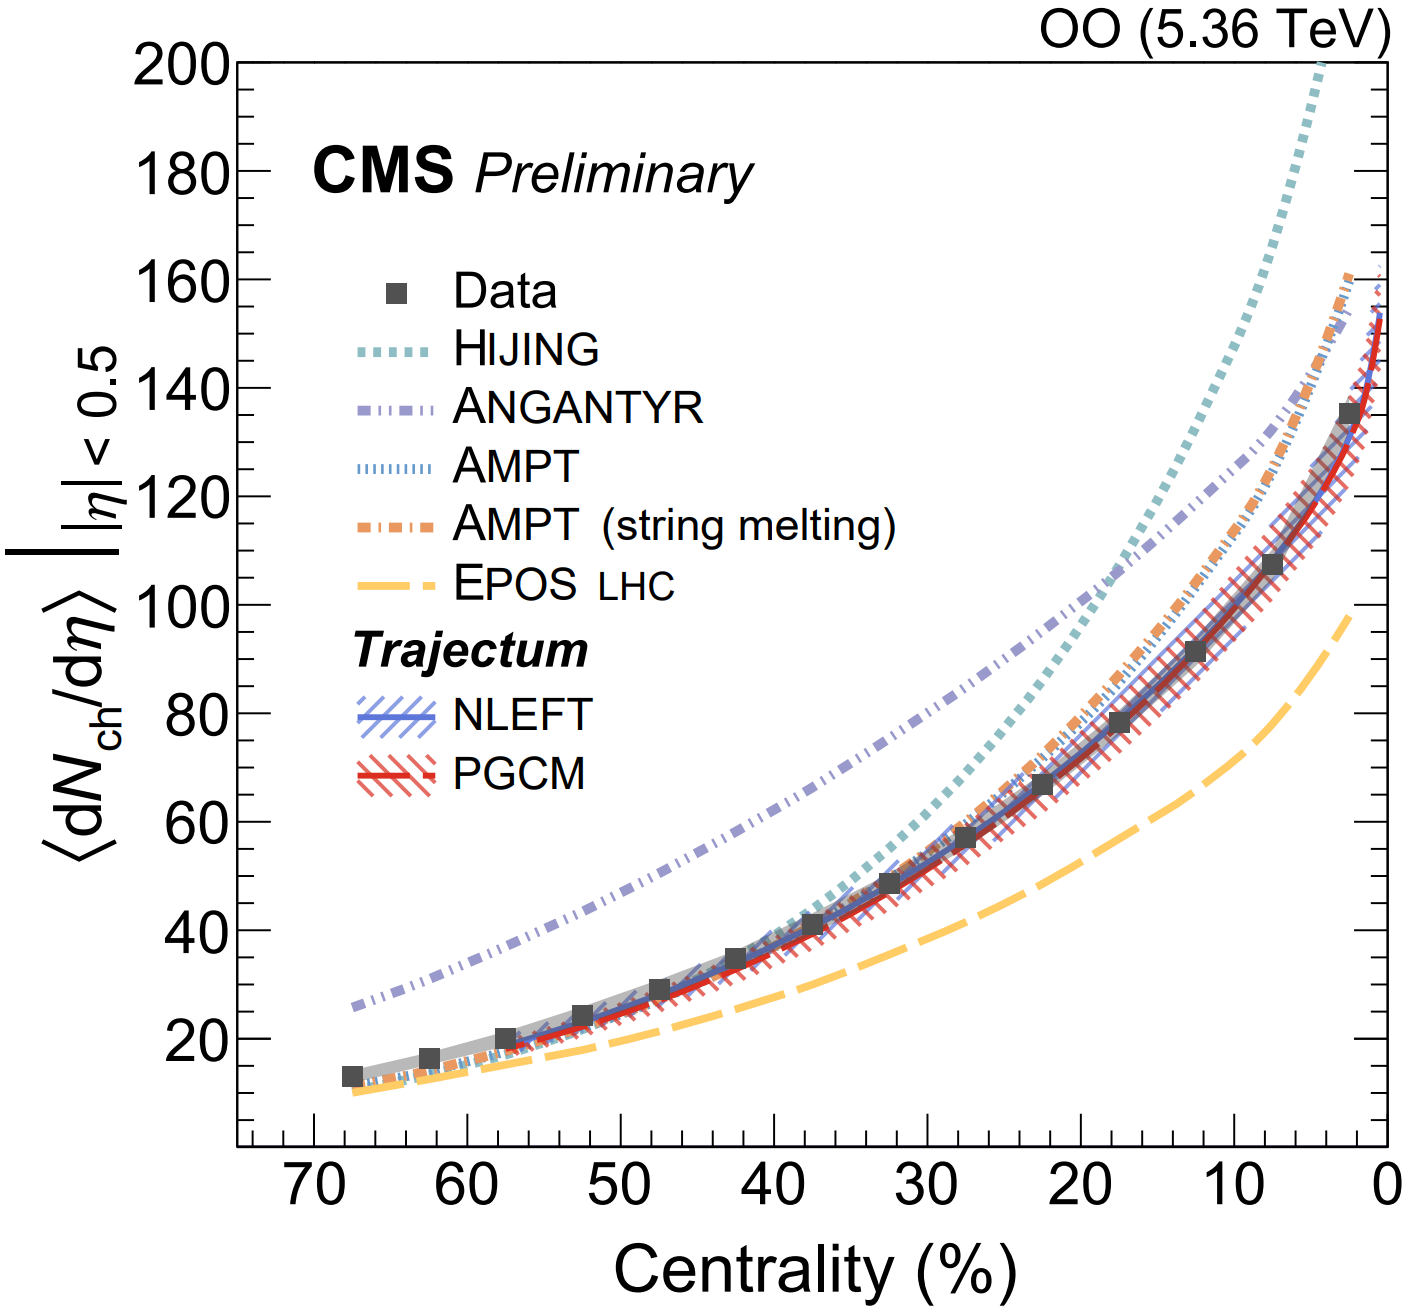 OO (5.36 TeV)
200
180
160
140
120
100
80
60
40
20
CMS Preliminary
Data
HIJING
ANGANTYR
AMPT
AMPT (string melting)
EPOS LHC
Trajectum
NLEFT
PGCM
⟨dN_ch/dη⟩ | |η| < 0.5
70 60 50 40 30 20 10 0
Centrality (%)